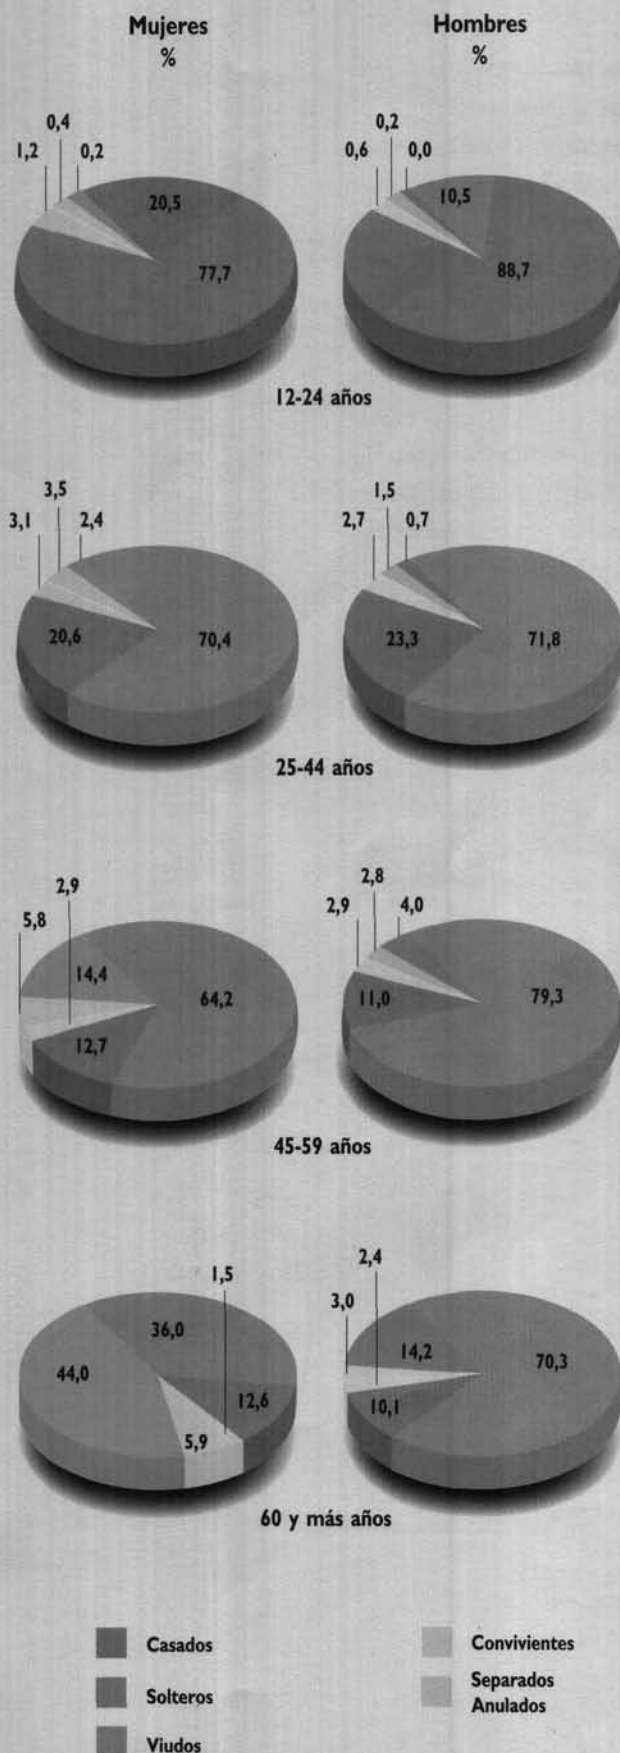 Mujeres Hombres
% %
0,4 0,2
1,2 0,2 0,6 0,0
20,5 10,5
77,7 88,7
12-24 años
3,5 1,5
3,1 2,4 2,7 0,7
20,6 70,4 23,3 71,8
25-44 años
2,9 2,8
5,8 2,9 4,0
14,4 64,2 11,0 79,3
12,7
45-59 años
1,5 2,4
3,0
36,0 14,2 70,3
44,0 12,6 10,1
5,9
60 y más años
Casados Convivientes
Solteros Separados
Anulados
Viudos